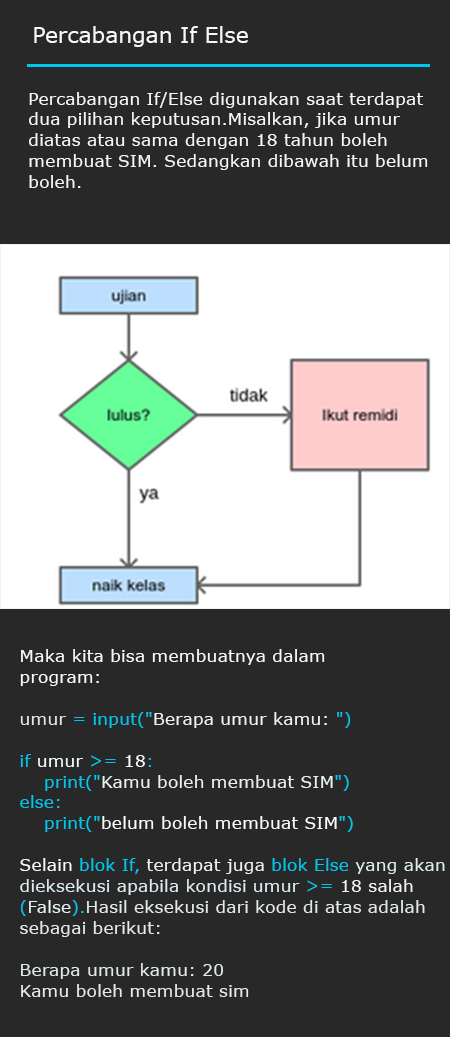 Percabangan If Else
Percabangan If/Else digunakan saat terdapat
dua pilihan keputusan.Misalkan, jika umur
diatas atau sama dengan 18 tahun boleh
membuat SIM. Sedangkan dibawah itu belum
boleh.
ujian
lulus?
tidak
Ikut remidi
ya
naik kelas
Maka kita bisa membuatnya dalam
program:
umur = input("Berapa umur kamu: ")
if umur >= 18:
print("Kamu boleh membuat SIM")
else:
print("belum boleh membuat SIM")
Selain blok If, terdapat juga blok Else yang akan
dieksekusi apabila kondisi umur >= 18 salah
(False).Hasil eksekusi dari kode di atas adalah
sebagai berikut:
Berapa umur kamu: 20
Kamu boleh membuat sim